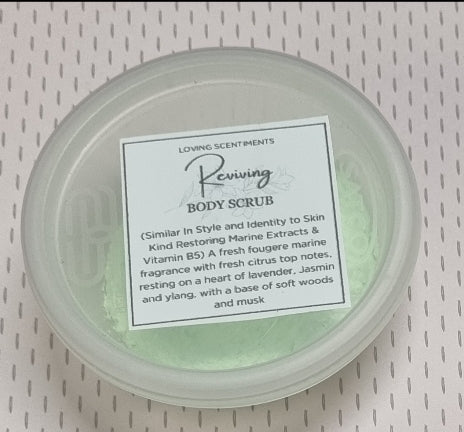 LOVING SCENTIMENTS
Reviving
BODY SCRUB
(Similar In Style and Identity to Skin
Kind Restoring Marine Extracts &
Vitamin B5) A fresh fougere marine
fragrance with fresh citrus top notes,
resting on a heart of lavender, Jasmin
and ylang, with a base of soft woods
and musk